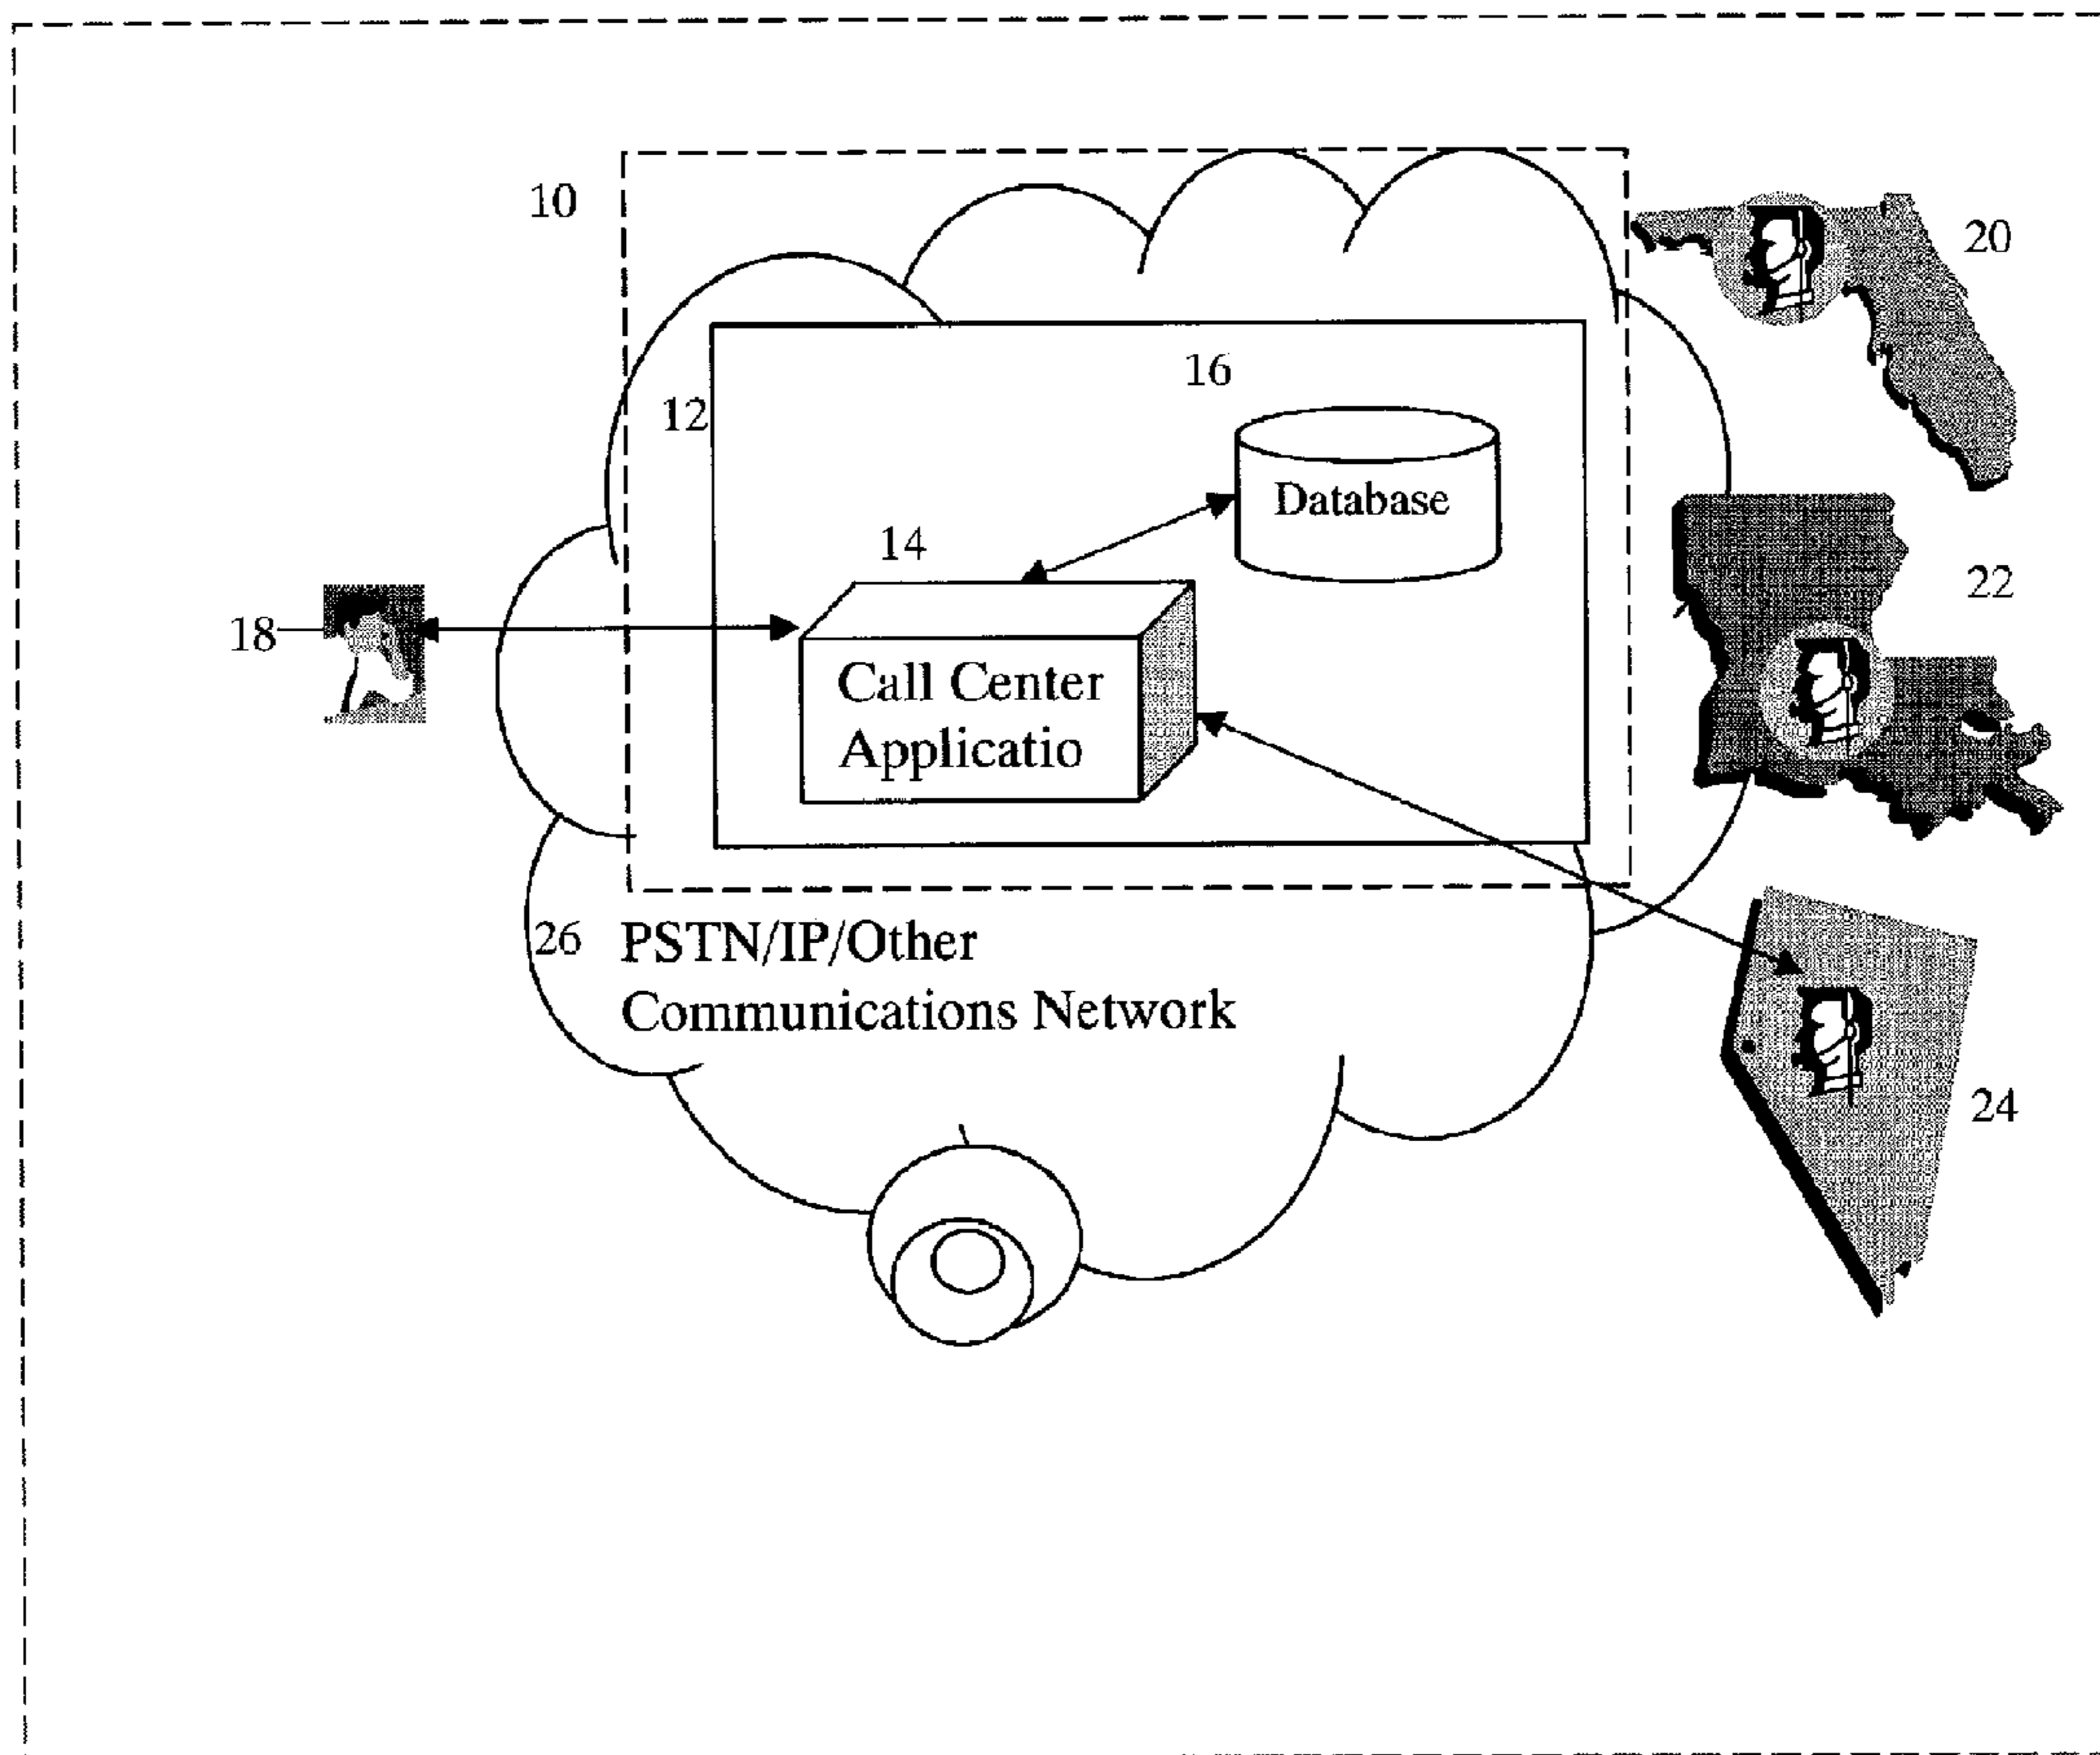 10
20
16
12
Database
14
22
18
Call Center
Applicatio
26 PSTN/IP/Other
Communications Network
24